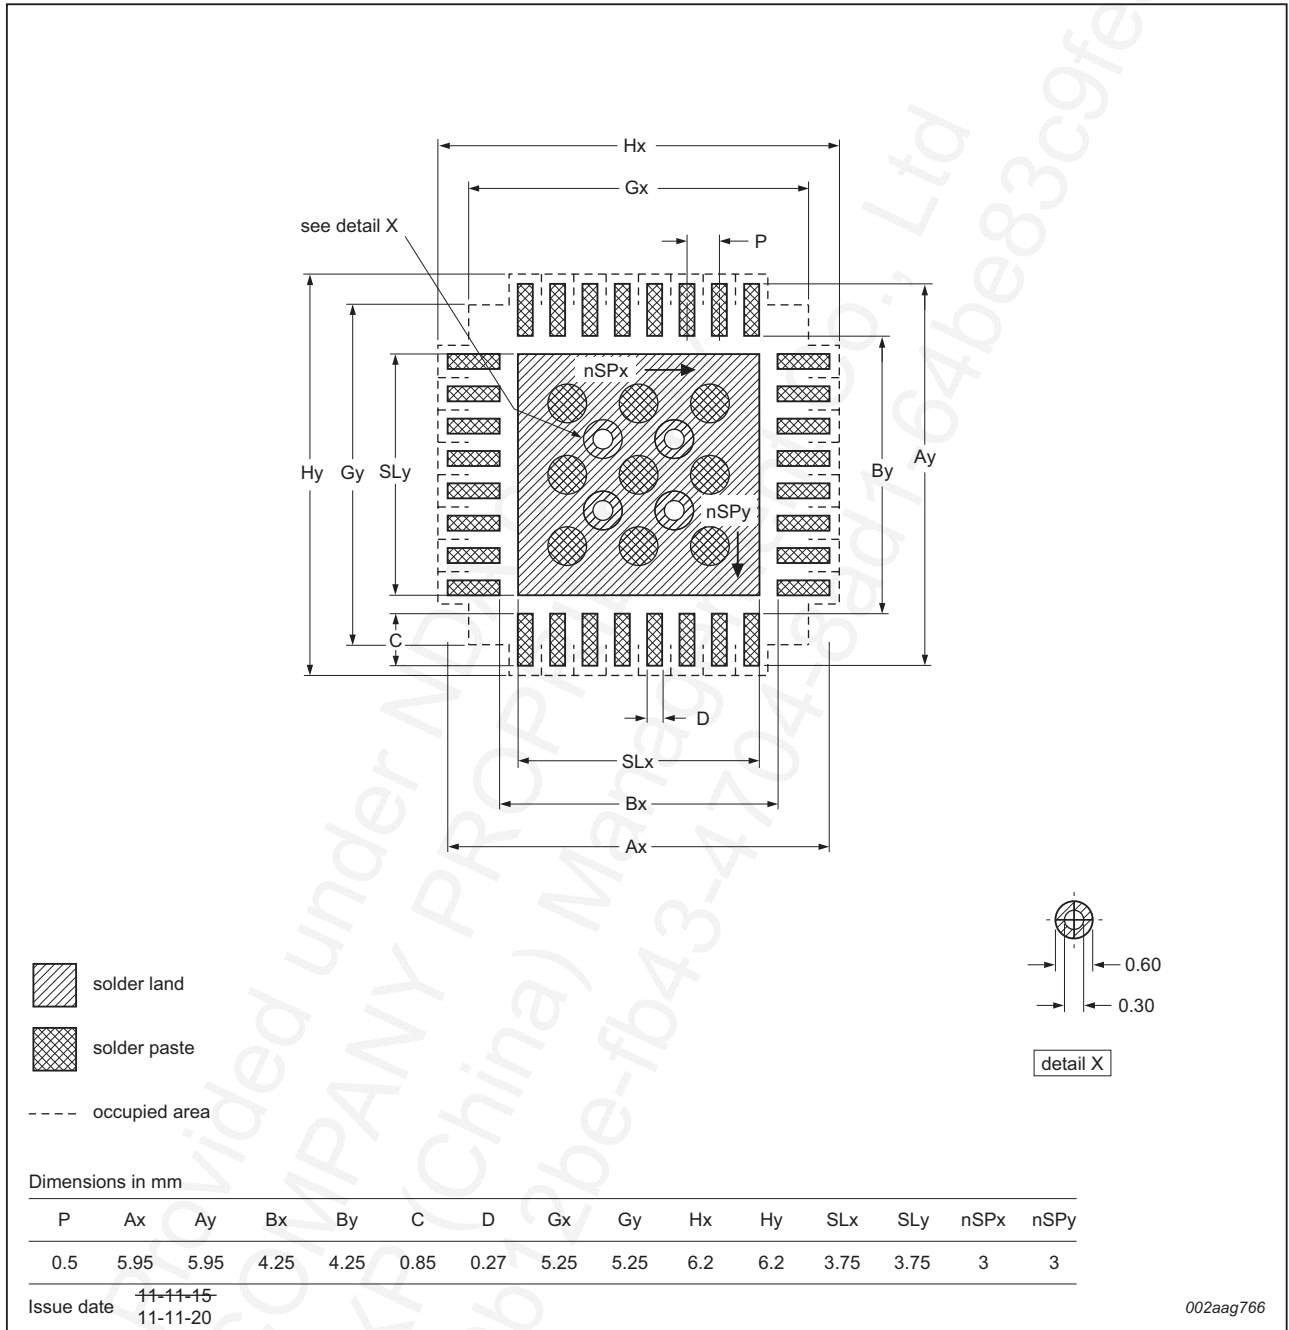 Hx
Gx
see detail X
P
nSPx
Hy
Gy
SLy
By
Ay
nSPy
C
D
SLx
Bx
Ax
0.60
0.30
detail X
solder land
solder paste
occupied area
Dimensions in mm
P Ax Ay Bx By C D Gx Gy Hx Hy SLx SLy nSPx nSPy
0.5 5.95 5.95 4.25 4.25 0.85 0.27 5.25 5.25 6.2 6.2 3.75 3.75 3 3
Issue date 11-11-15
11-11-20
002aag766